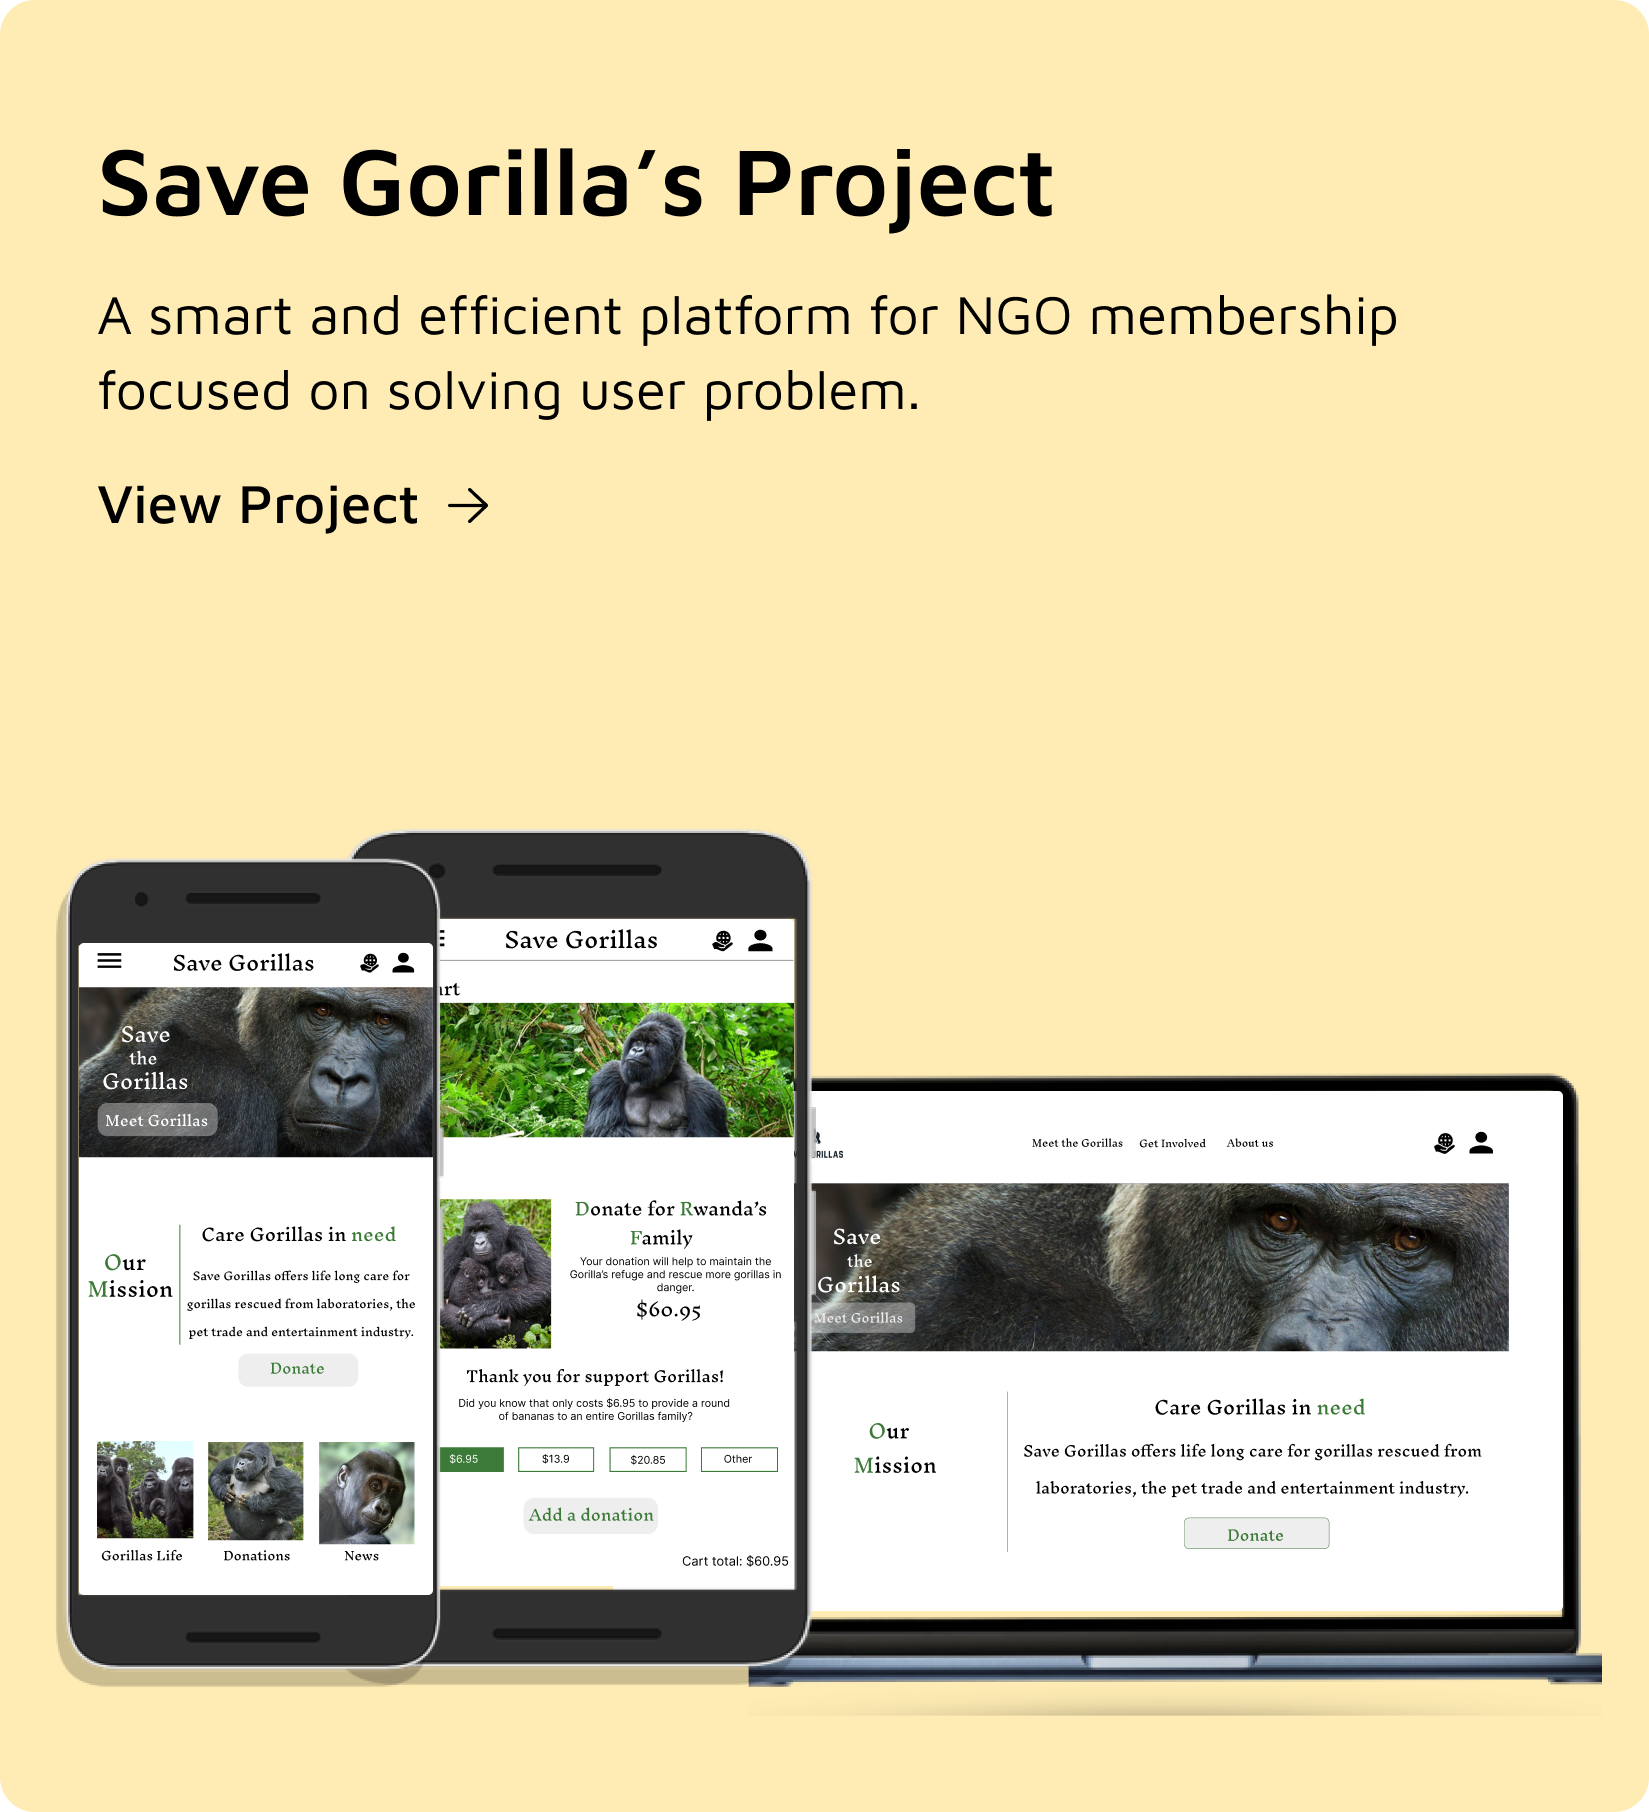 Save Gorilla’s Project
A smart and efficient platform for NGO membership
focused on solving user problem.
View Project
Save Gorillas
Save
the
Gorillas
Meet Gorillas
Our
Mission
Care Gorillas in need
Save Gorillas offers life long care for
gorillas rescued from laboratories, the
pet trade and entertainment industry.
Donate
Gorillas Life
Donations
News
Save Gorillas
Donate for Rwanda’s
Family
Your donation will help to maintain the
Gorilla’s refuge and rescue more gorillas in
danger.
$60.95
Thank you for support Gorillas!
Did you know that only costs $6.95 to provide a round
of bananas to an entire Gorillas family?
$6.95
$13.9
$20.85
Other
Add a donation
Cart total: $60.95
Meet the Gorillas
Get Involved
About us
Save
the
Gorillas
Meet Gorillas
Our
Mission
Care Gorillas in need
Save Gorillas offers life long care for gorillas rescued from
laboratories, the pet trade and entertainment industry.
Donate